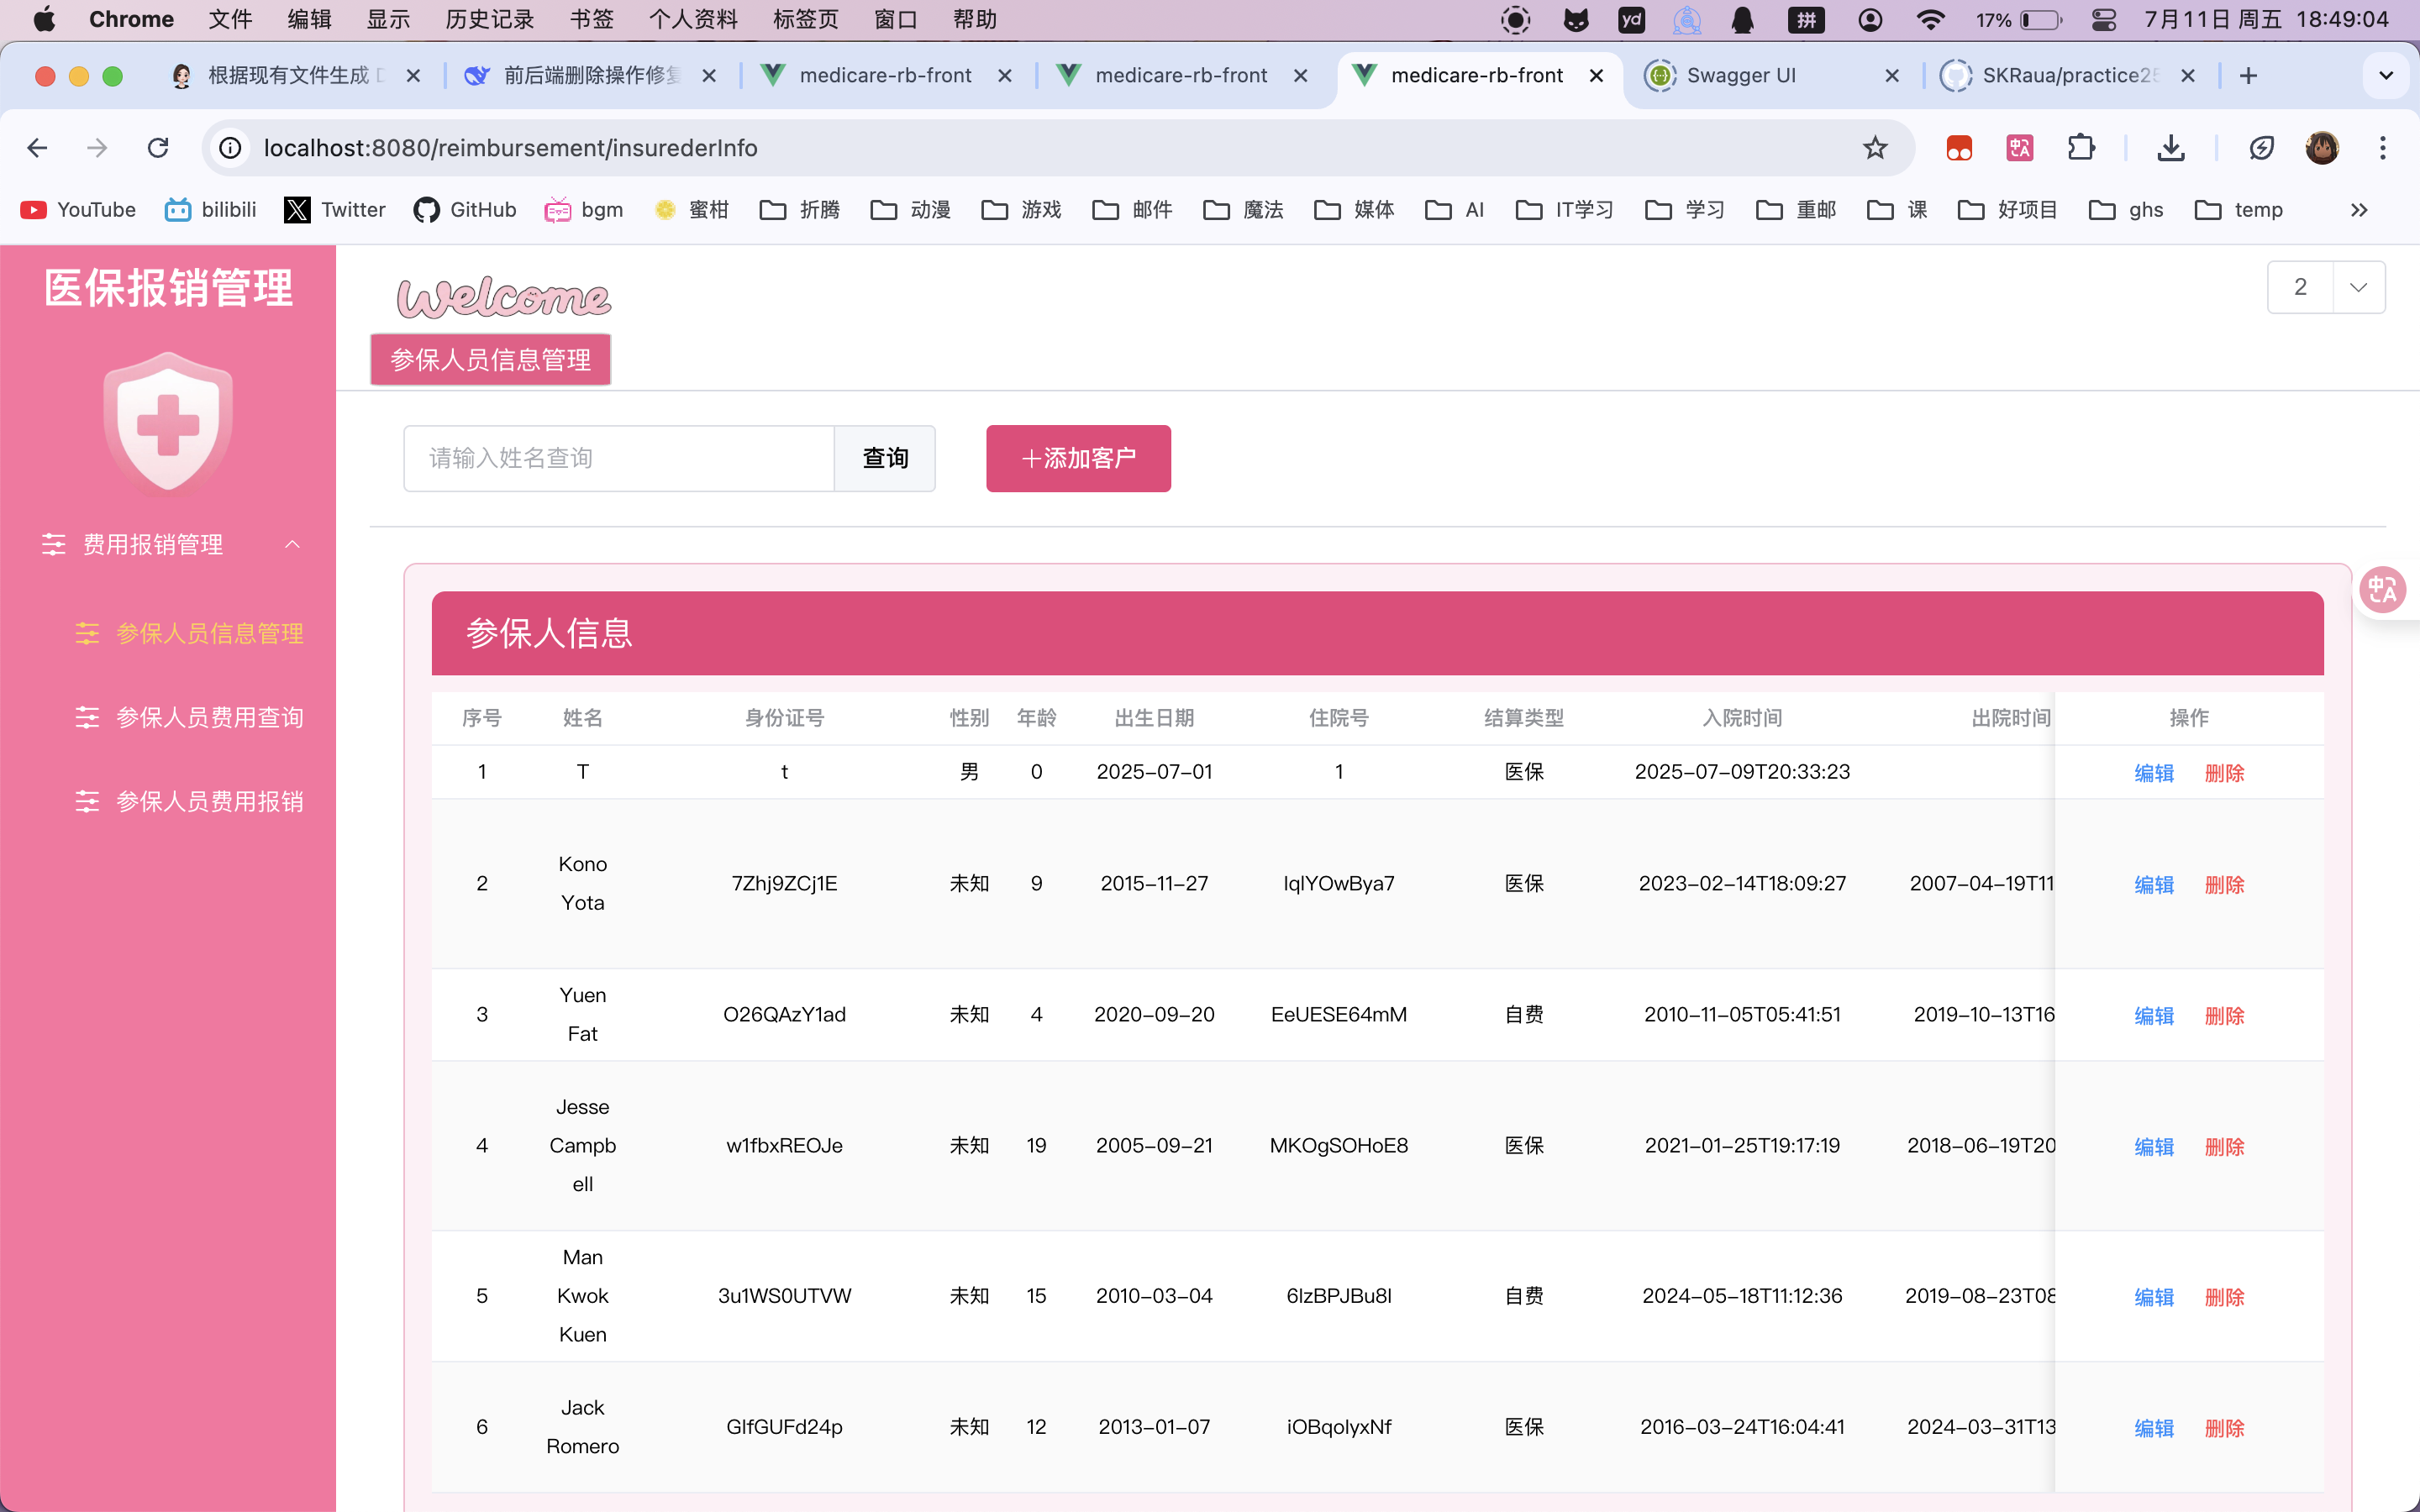 Chrome 文件 编辑 显示 历史记录 书签 个人资料 标签页 窗口 帮助 yd 拼 17% 7月11日 周五 18:49:04
根据现有文件生成 前后端删除操作修复 medicare-rb-front medicare-rb-front medicare-rb-front Swagger UI SKRaua/practice25
localhost:8080/reimbursement/insurederInfo
YouTube bilibili Twitter GitHub bgm 蜜柑 折腾 动漫 游戏 邮件 魔法 媒体 AI IT学习 学习 重邮 课 好项目 ghs temp
医保报销管理
welcome
2
参保人员信息管理
请输入姓名查询 查询 +添加客户
费用报销管理
参保人员信息管理
参保人员费用查询
参保人员费用报销
参保人信息
序号 姓名 身份证号 性别 年龄 出生日期 住院号 结算类型 入院时间 出院时间 操作
1 T t 男 0 2025-07-01 1 医保 2025-07-09T20:33:23 编辑 删除
2 Kono Yota 7Zhj9ZCj1E 未知 9 2015-11-27 IqlYOwBya7 医保 2023-02-14T18:09:27 2007-04-19T11 编辑 删除
3 Yuen Fat O26QAzY1ad 未知 4 2020-09-20 EeUESE64mM 自费 2010-11-05T05:41:51 2019-10-13T16 编辑 删除
4 Jesse Campbell w1fbxREOJe 未知 19 2005-09-21 MKOgSOHoE8 医保 2021-01-25T19:17:19 2018-06-19T20 编辑 删除
5 Man Kwok Kuen 3u1WS0UTVW 未知 15 2010-03-04 6IzBPJBu8l 自费 2024-05-18T11:12:36 2019-08-23T08 编辑 删除
6 Jack Romero GIfGUFd24p 未知 12 2013-01-07 iOBqolyxNf 医保 2016-03-24T16:04:41 2024-03-31T13 编辑 删除